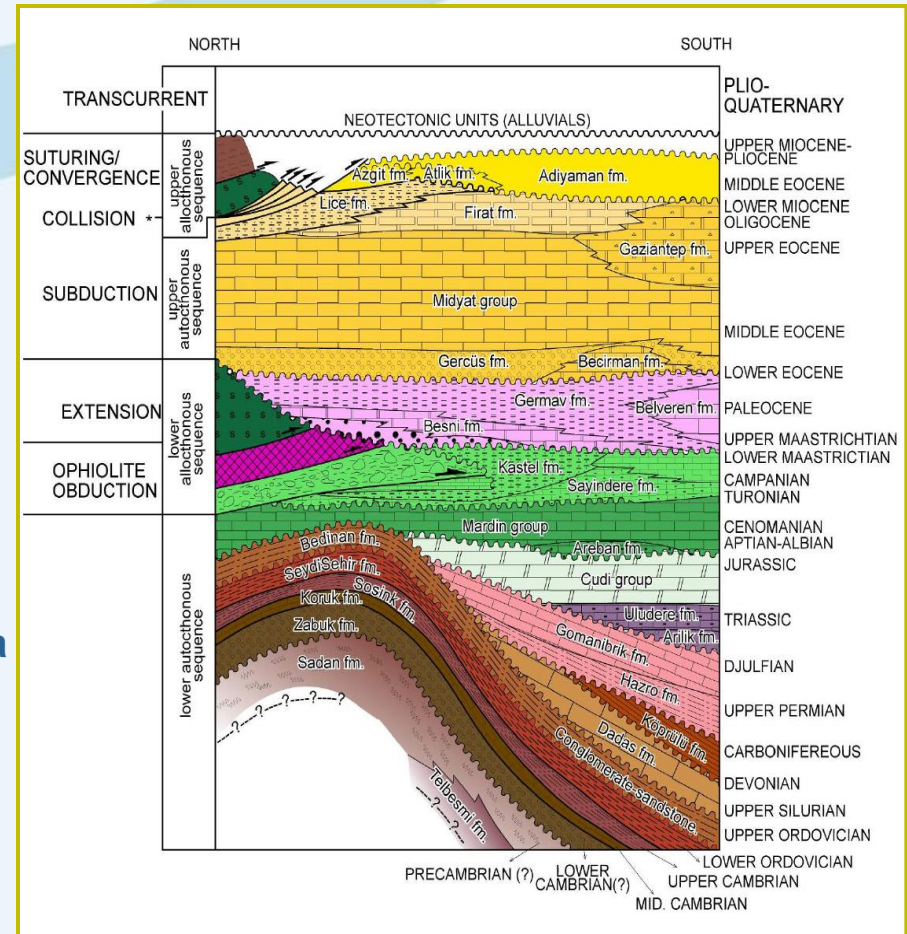 NORTH
SOUTH
TRANSCURRENT
PLIO-
QUATERNARY
NEOTECTONIC UNITS (ALLUVIALS)
SUTURING/
CONVERGENCE
COLLISION *
upper
allocthonous
sequence
Azgit fm.
Atlik fm.
Adiyaman fm.
Lice fm.
Firat fm.
Gaziantep fm.
UPPER MIOCENE-
PLIOCENE
MIDDLE EOCENE
LOWER MIOCENE
OLIGOCENE
UPPER EOCENE
SUBDUCTION
upper
autocthonous
sequence
Midyat group
MIDDLE EOCENE
Gercüs fm.
Becirman fm.
LOWER EOCENE
EXTENSION
OPHIOLITE
OBDUCTION
lower
allocthonous
sequence
Germav fm.
Belveren fm.
PALEOCENE
Besni fm.
UPPER MAASTRICHTIAN
LOWER MAASTRICTIAN
Kastel fm.
Sayindere fm.
CAMPANIAN
TURONIAN
lower autocthonous
sequence
Mardin group
CENOMANIAN
Areban fm.
APTIAN-ALBIAN
Bedinan fm.
JURASSIC
SeydiSehir fm.
Cudi group
Sosink fm.
Koruk fm.
Uludere fm.
TRIASSIC
Zabuk fm.
Arilik fm.
Gomanibrik fm.
Sadan fm.
DJULFIAN
Hazro fm.
UPPER PERMIAN
Köprülü fm.
CARBONIFEREOUS
Dadas fm.
DEVONIAN
Conglomerate-sandstone.
UPPER SILURIAN
Telbesmi fm.
UPPER ORDOVICIAN
LOWER ORDOVICIAN
PRECAMBRIAN (?)
LOWER
CAMBRIAN(?)
UPPER CAMBRIAN
MID. CAMBRIAN
? ? ? ? ?
? ?
a